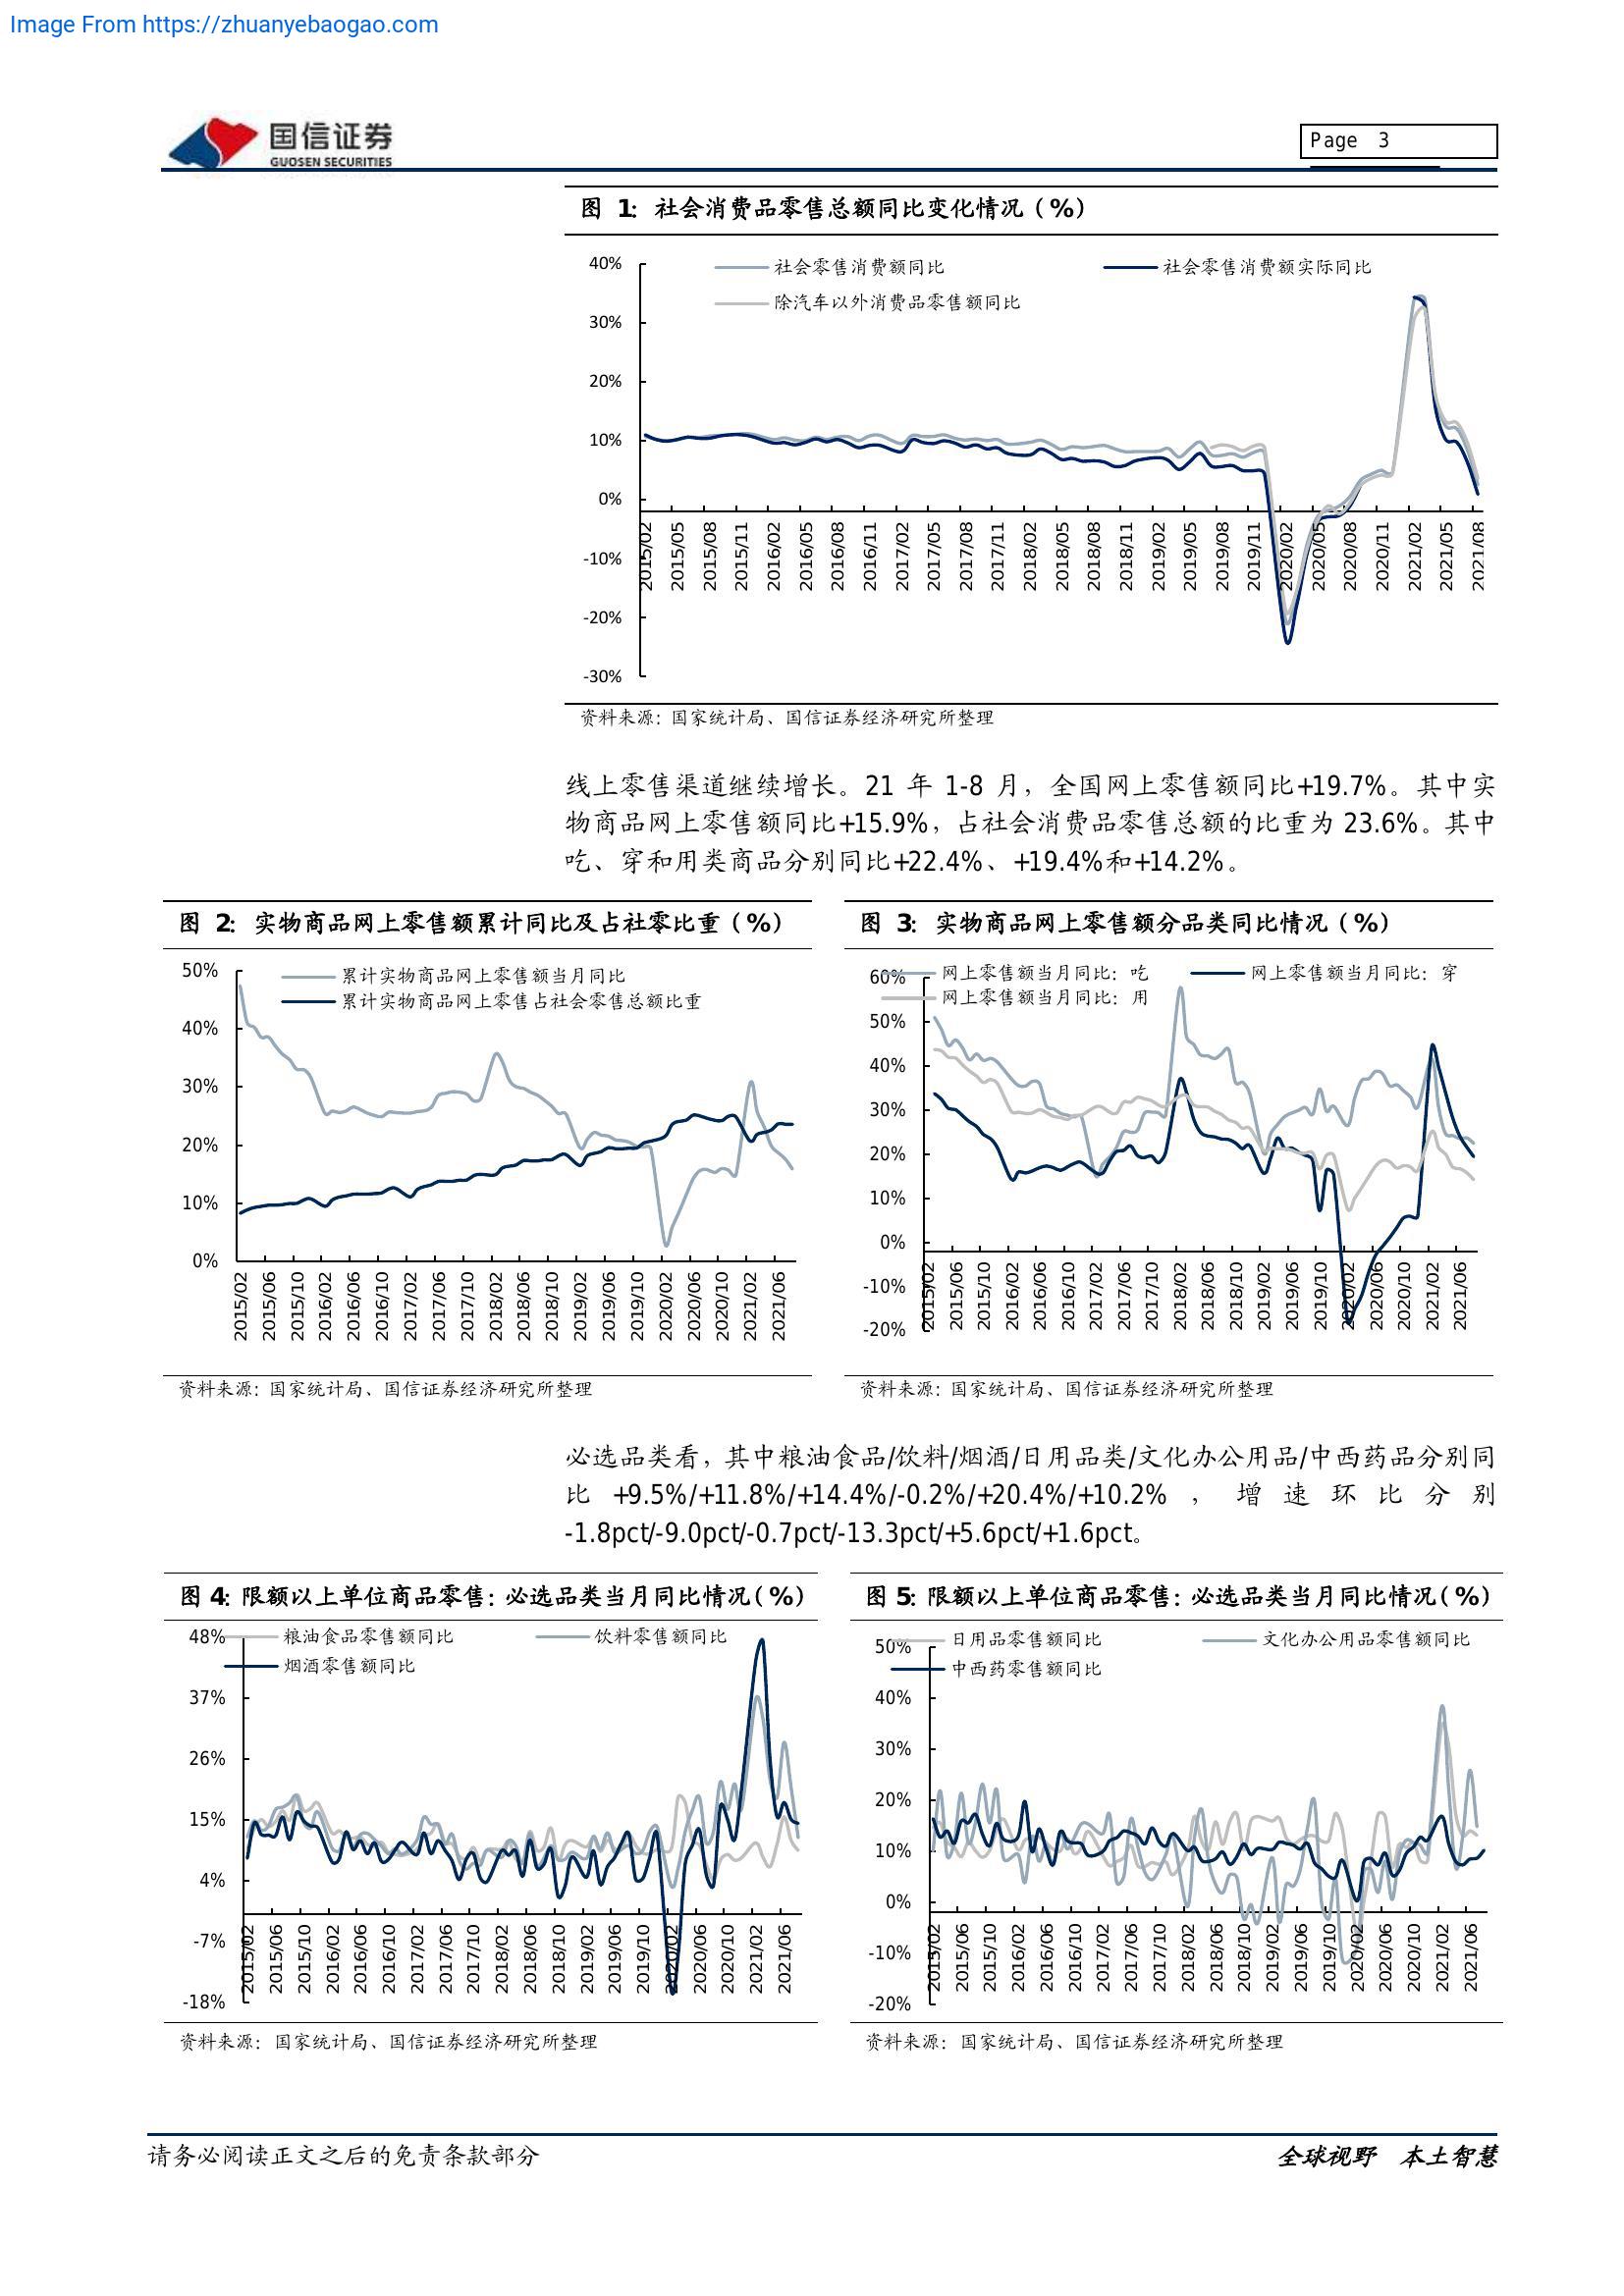 Image From https://zhuanyebaogao.com
国信证券
GUOSEN SECURITIES
Page 3
图 1: 社会消费品零售总额同比变化情况（%）
社会零售消费额同比
社会零售消费额实际同比
除汽车以外消费品零售额同比
40%
30%
20%
10%
0%
-10%
-20%
-30%
2015/02 2015/05 2015/08 2015/11 2016/02 2016/05 2016/08 2016/11 2017/02 2017/05 2017/08 2017/11 2018/02 2018/05 2018/08 2018/11 2019/02 2019/05 2019/08 2019/11 2020/02 2020/05 2020/08 2020/11 2021/02 2021/05 2021/08
资料来源：国家统计局、国信证券经济研究所整理
线上零售渠道继续增长。21 年 1-8 月，全国网上零售额同比+19.7%。其中实
物商品网上零售额同比+15.9%，占社会消费品零售总额的比重为 23.6%。其中
吃、穿和用类商品分别同比+22.4%、+19.4%和+14.2%。
图 2: 实物商品网上零售额累计同比及占社零比重（%）
累计实物商品网上零售额当月同比
累计实物商品网上零售占社会零售总额比重
50%
40%
30%
20%
10%
0%
2015/02 2015/06 2015/10 2016/02 2016/06 2016/10 2017/02 2017/06 2017/10 2018/02 2018/06 2018/10 2019/02 2019/06 2019/10 2020/02 2020/06 2020/10 2021/02 2021/06
资料来源：国家统计局、国信证券经济研究所整理
图 3: 实物商品网上零售额分品类同比情况（%）
网上零售额当月同比：吃
网上零售额当月同比：穿
网上零售额当月同比：用
60%
50%
40%
30%
20%
10%
0%
-10%
-20%
2015/02 2015/06 2015/10 2016/02 2016/06 2016/10 2017/02 2017/06 2017/10 2018/02 2018/06 2018/10 2019/02 2019/06 2019/10 2020/02 2020/06 2020/10 2021/02 2021/06
资料来源：国家统计局、国信证券经济研究所整理
必选品类看，其中粮油食品/饮料/烟酒/日用品类/文化办公用品/中西药品分别同
比 +9.5%/+11.8%/+14.4%/-0.2%/+20.4%/+10.2% ， 增 速 环 比 分 别
-1.8pct/-9.0pct/-0.7pct/-13.3pct/+5.6pct/+1.6pct。
图 4: 限额以上单位商品零售：必选品类当月同比情况（%）
粮油食品零售额同比
饮料零售额同比
烟酒零售额同比
48%
37%
26%
15%
4%
-7%
-18%
2015/02 2015/06 2015/10 2016/02 2016/06 2016/10 2017/02 2017/06 2017/10 2018/02 2018/06 2018/10 2019/02 2019/06 2019/10 2020/02 2020/06 2020/10 2021/02 2021/06
资料来源：国家统计局、国信证券经济研究所整理
图 5: 限额以上单位商品零售：必选品类当月同比情况（%）
日用品零售额同比
文化办公用品零售额同比
中西药零售额同比
50%
40%
30%
20%
10%
0%
-10%
-20%
2015/02 2015/06 2015/10 2016/02 2016/06 2016/10 2017/02 2017/06 2017/10 2018/02 2018/06 2018/10 2019/02 2019/06 2019/10 2020/02 2020/06 2020/10 2021/02 2021/06
资料来源：国家统计局、国信证券经济研究所整理
请务必阅读正文之后的免责条款部分
全球视野 本土智慧